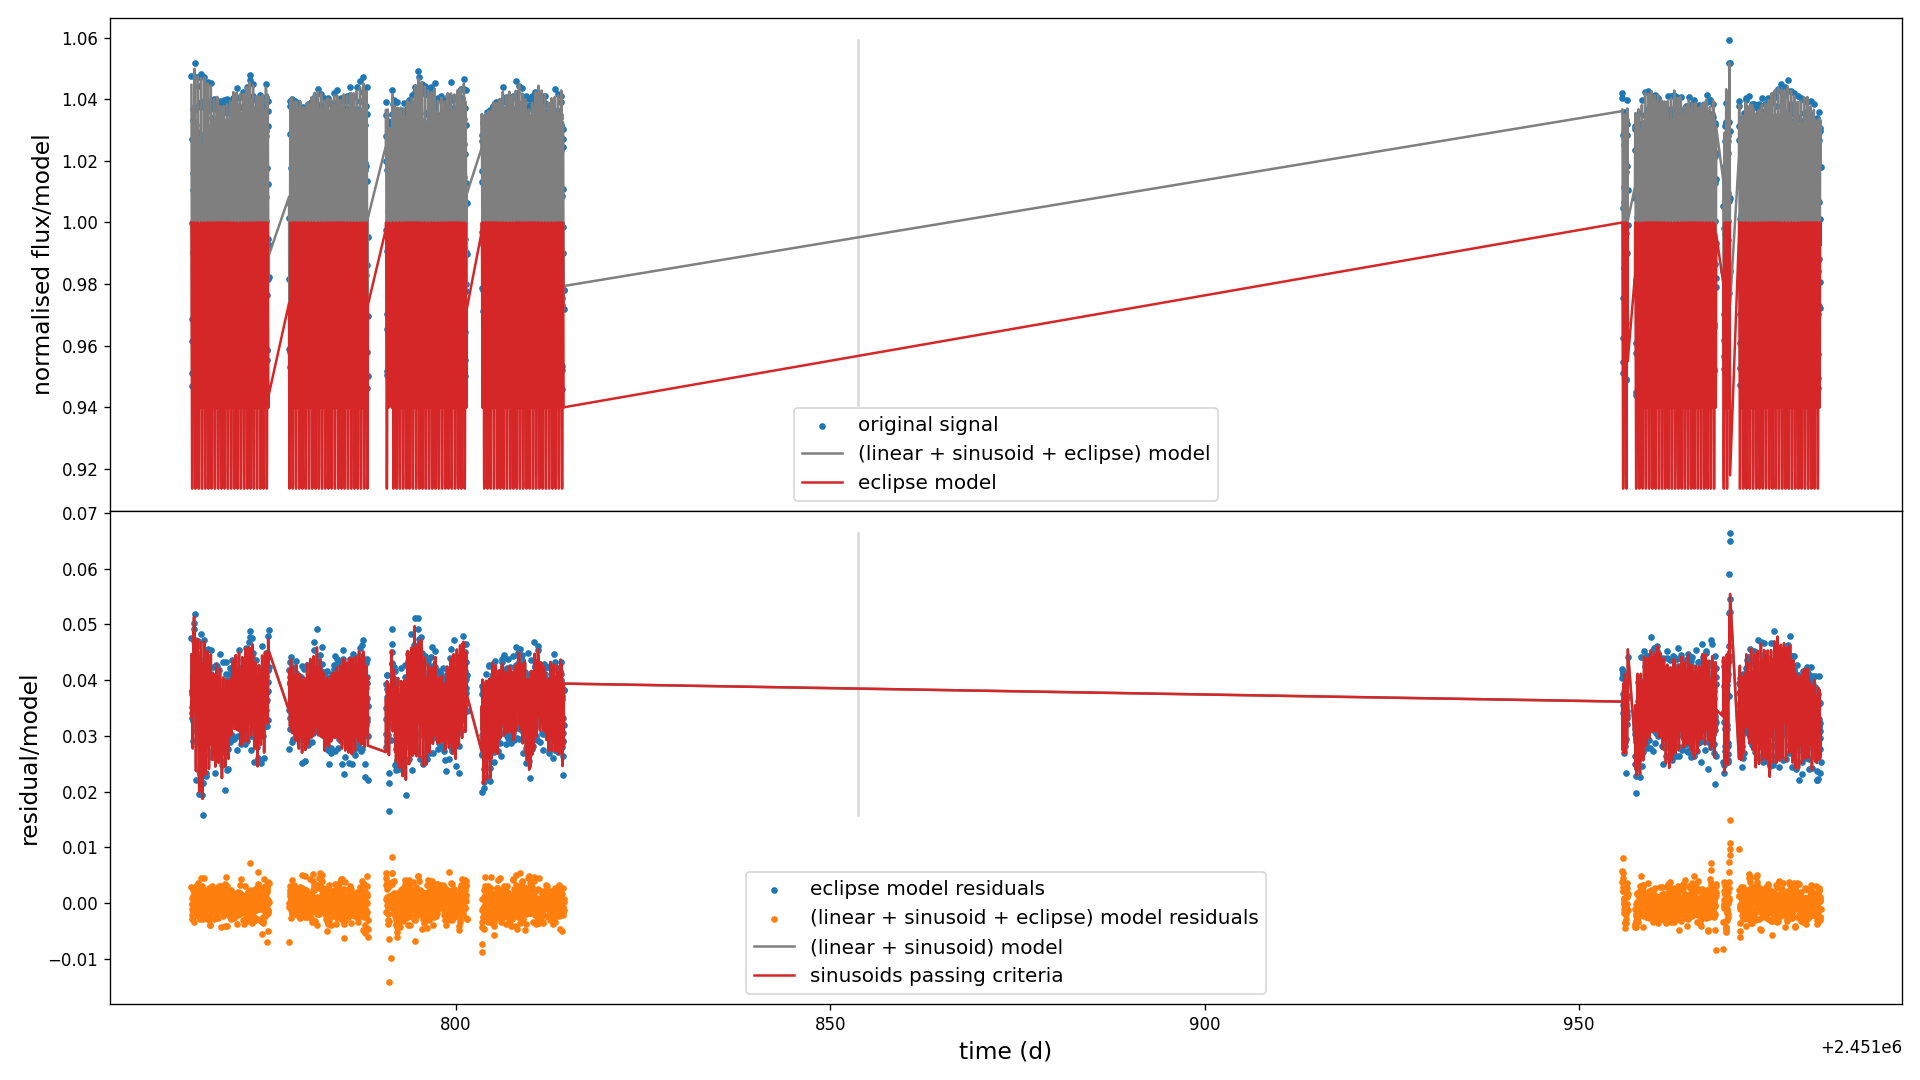 normalised flux/model
1.06
1.04
1.02
1.00
0.98
0.96
0.94
0.92
original signal
(linear + sinusoid + eclipse) model
eclipse model
residual/model
0.07
0.06
0.05
0.04
0.03
0.02
0.01
0.00
−0.01
eclipse model residuals
(linear + sinusoid + eclipse) model residuals
(linear + sinusoid) model
sinusoids passing criteria
800 850 900 950
time (d)
+2.451e6